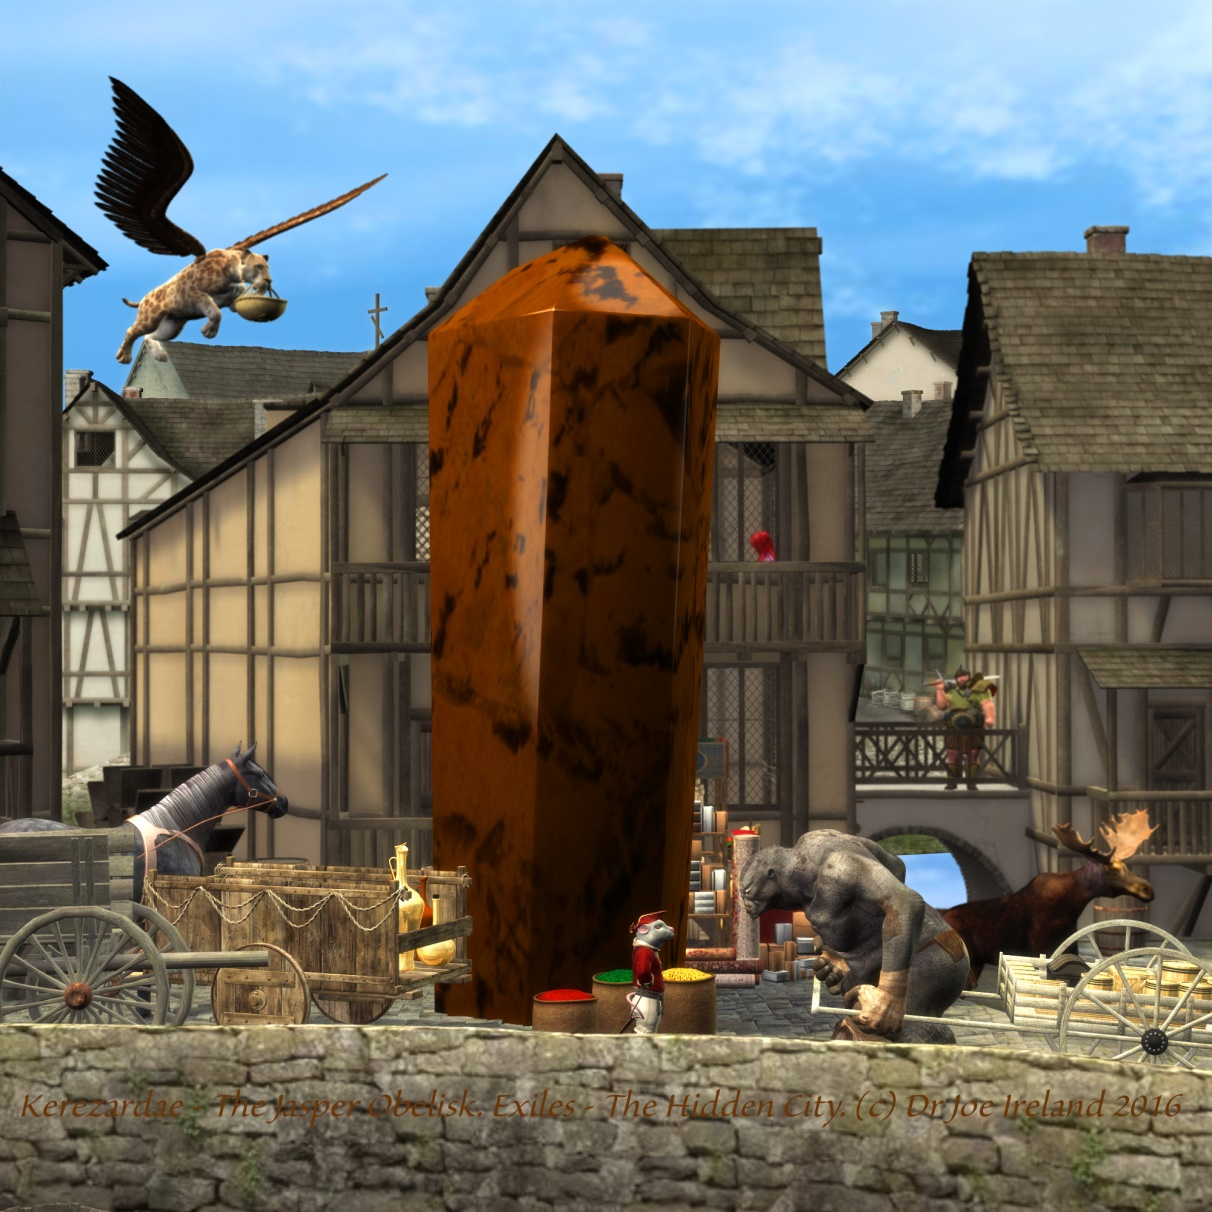 Kerezardae - The Jasper Obelisk. Exiles - The Hidden City. (c) Dr Joe Ireland 2016